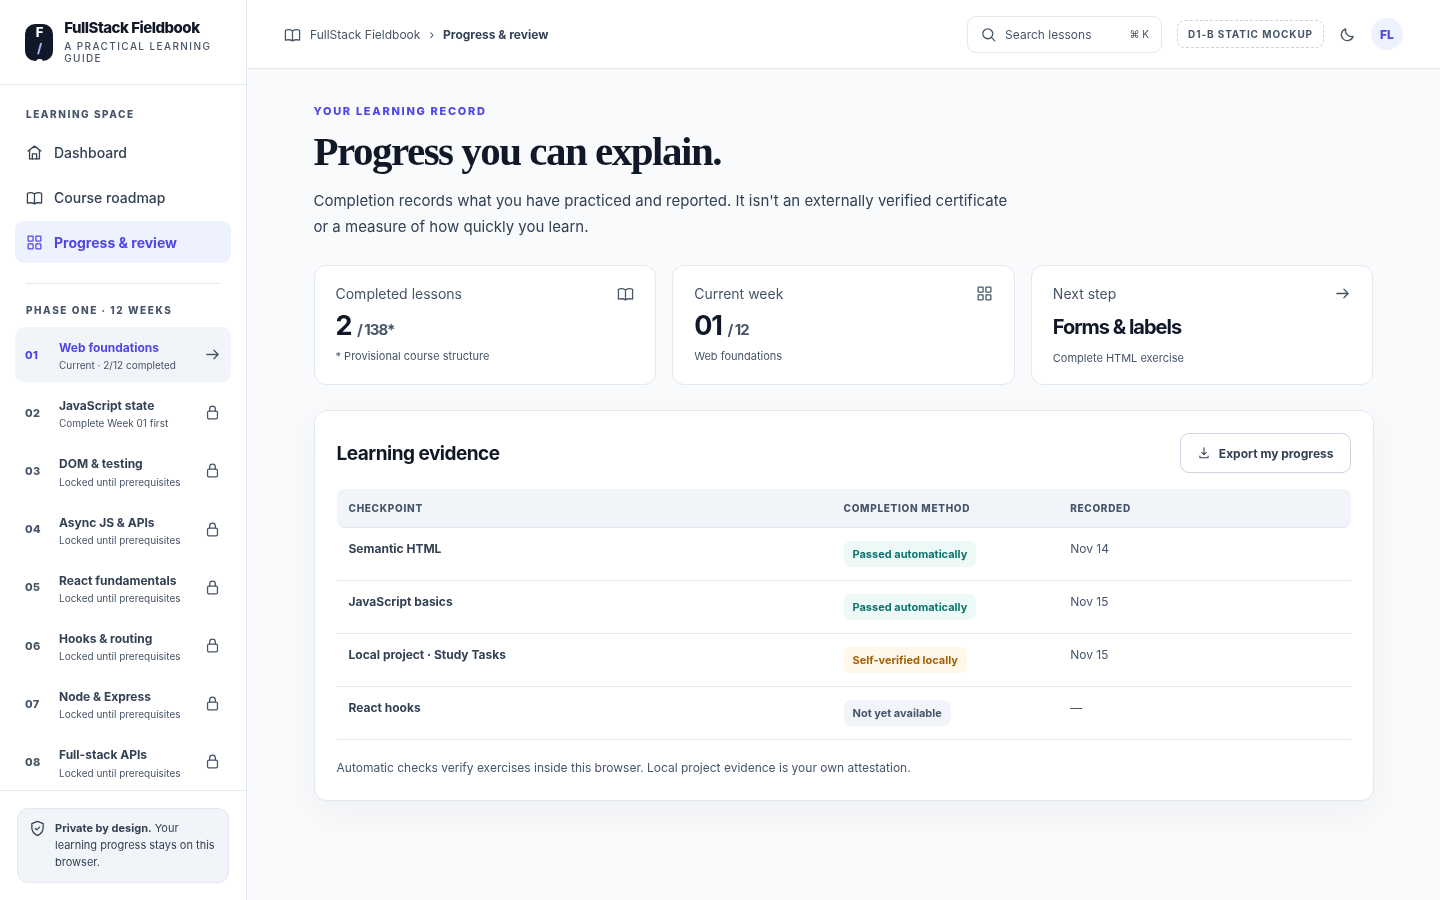 F
/
FullStack Fieldbook
A PRACTICAL LEARNING
GUIDE
FullStack Fieldbook › Progress & review
Search lessons ⌘ K
D1-B STATIC MOCKUP
FL
LEARNING SPACE
Dashboard
Course roadmap
Progress & review
PHASE ONE · 12 WEEKS
01 Web foundations
Current · 2/12 completed
02 JavaScript state
Complete Week 01 first
03 DOM & testing
Locked until prerequisites
04 Async JS & APIs
Locked until prerequisites
05 React fundamentals
Locked until prerequisites
06 Hooks & routing
Locked until prerequisites
07 Node & Express
Locked until prerequisites
08 Full-stack APIs
Locked until prerequisites
Private by design. Your
learning progress stays on this
browser.
YOUR LEARNING RECORD
Progress you can explain.
Completion records what you have practiced and reported. It isn't an externally verified certificate
or a measure of how quickly you learn.
Completed lessons
2 / 138*
* Provisional course structure
Current week
01 / 12
Web foundations
Next step
Forms & labels
Complete HTML exercise
Learning evidence
Export my progress
CHECKPOINT COMPLETION METHOD RECORDED
Semantic HTML Passed automatically Nov 14
JavaScript basics Passed automatically Nov 15
Local project · Study Tasks Self-verified locally Nov 15
React hooks Not yet available —
Automatic checks verify exercises inside this browser. Local project evidence is your own attestation.